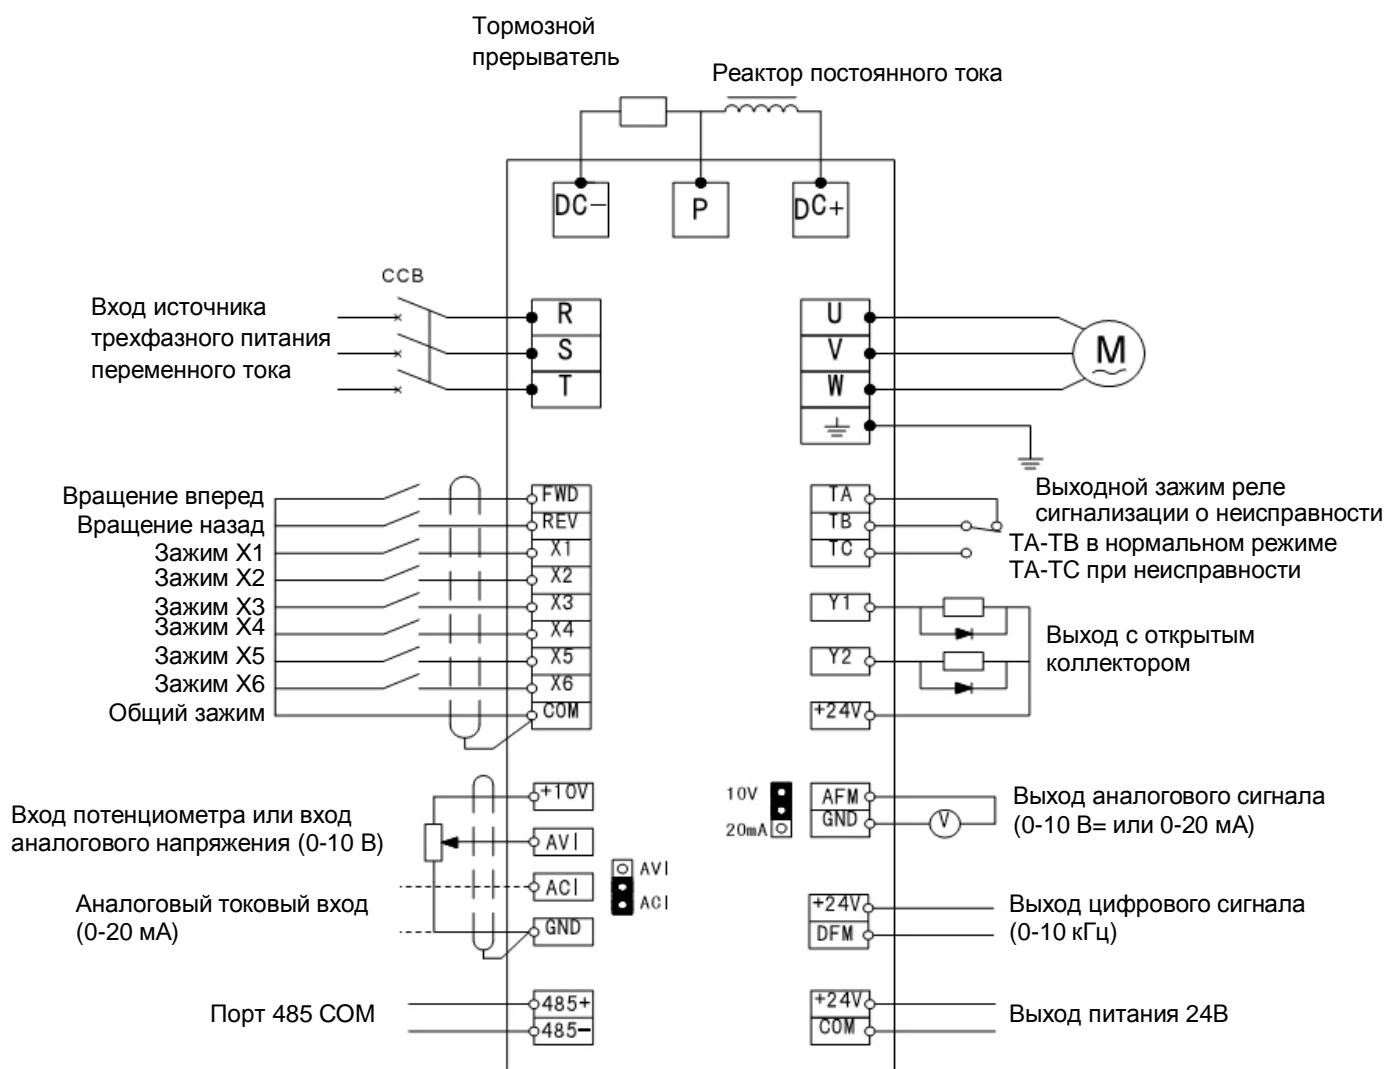 Тормозной
прерыватель
Реактор постоянного тока
DC-
P
DC+
CCB
Вход источника
трехфазного питания
переменного тока
R
S
T
U
V
W
M
Вращение вперед
Вращение назад
Зажим X1
Зажим X2
Зажим X3
Зажим X4
Зажим X5
Зажим X6
Общий зажим
FWD
REV
X1
X2
X3
X4
X5
X6
COM
TA
TB
TC
Выходной зажим реле
сигнализации о неисправности
TA-TB в нормальном режиме
TA-TC при неисправности
Y1
Y2
+24V
Выход с открытым
коллектором
Вход потенциометра или вход
аналогового напряжения (0-10 В)
Аналоговый токовый вход
(0-20 мА)
+10V
AVI
ACI
GND
AVI
ACI
10V
20mA
AFM
GND
V
Выход аналогового сигнала
(0-10 В= или 0-20 мА)
+24V
DFM
Выход цифрового сигнала
(0-10 кГц)
Порт 485 COM
485+
485-
+24V
COM
Выход питания 24В